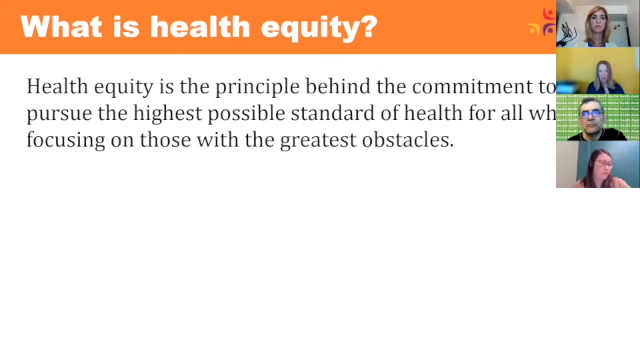 What is health equity?
Health equity is the principle behind the commitment to
pursue the highest possible standard of health for all
focusing on those with the greatest obstacles.